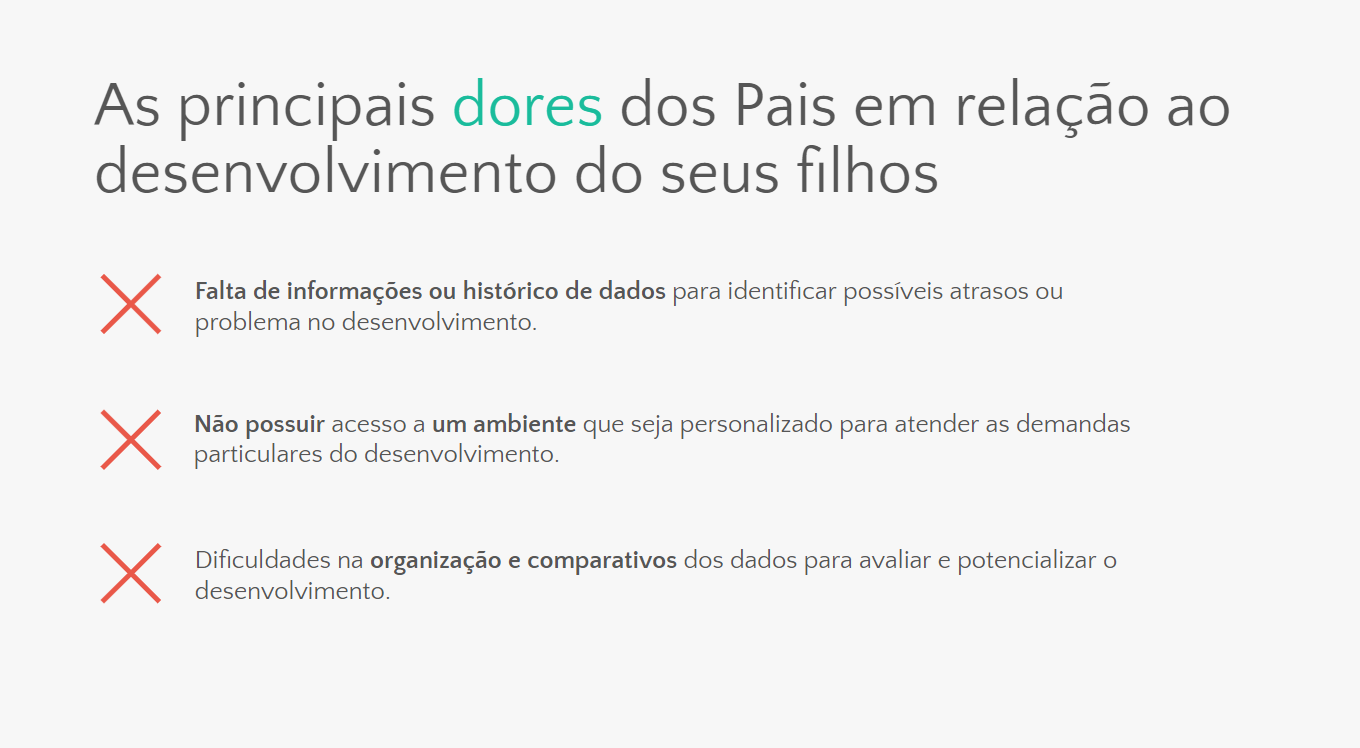 As principais dores dos Pais em relação ao
desenvolvimento do seus filhos
Falta de informações ou histórico de dados para identificar possíveis atrasos ou
problema no desenvolvimento.
Não possuir acesso a um ambiente que seja personalizado para atender as demandas
particulares do desenvolvimento.
Dificuldades na organização e comparativos dos dados para avaliar e potencializar o
desenvolvimento.